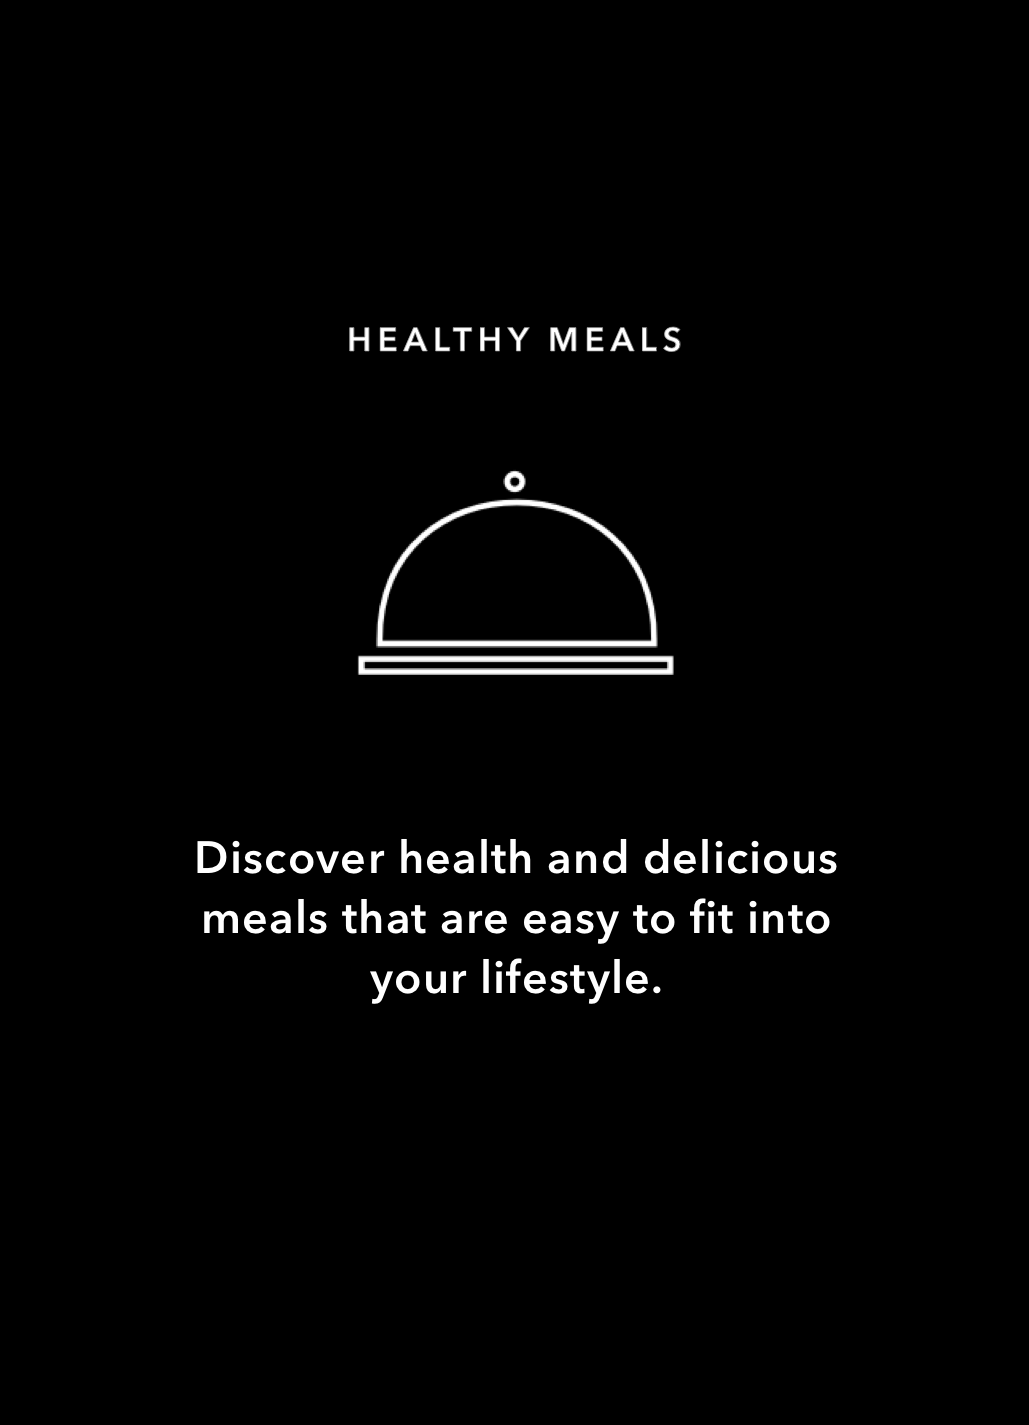 HEALTHY MEALS
Discover health and delicious
meals that are easy to fit into
your lifestyle.